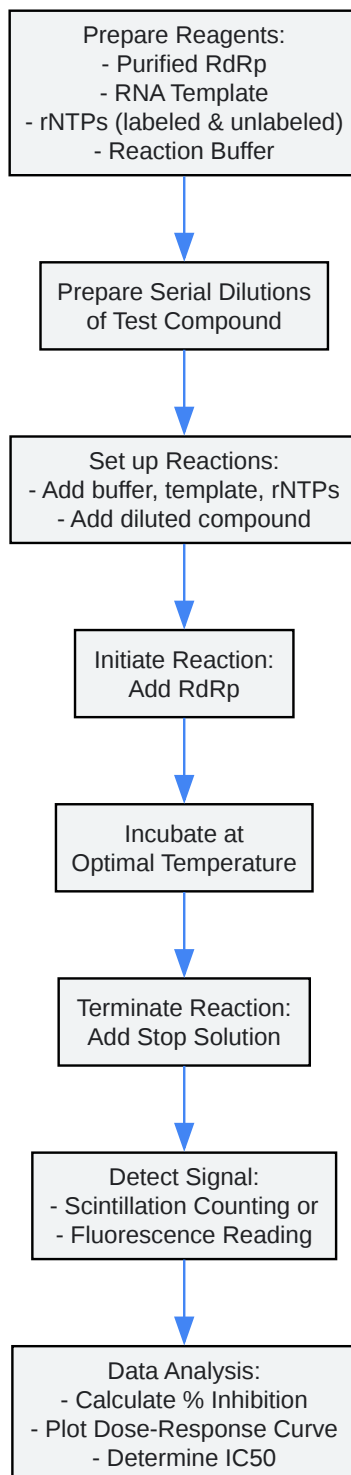 Prepare Reagents:
- Purified RdRp
- RNA Template
- rNTPs (labeled & unlabeled)
- Reaction Buffer
Prepare Serial Dilutions
of Test Compound
Set up Reactions:
- Add buffer, template, rNTPs
- Add diluted compound
Initiate Reaction:
Add RdRp
Incubate at
Optimal Temperature
Terminate Reaction:
Add Stop Solution
Detect Signal:
- Scintillation Counting or
- Fluorescence Reading
Data Analysis:
- Calculate % Inhibition
- Plot Dose-Response Curve
- Determine IC50